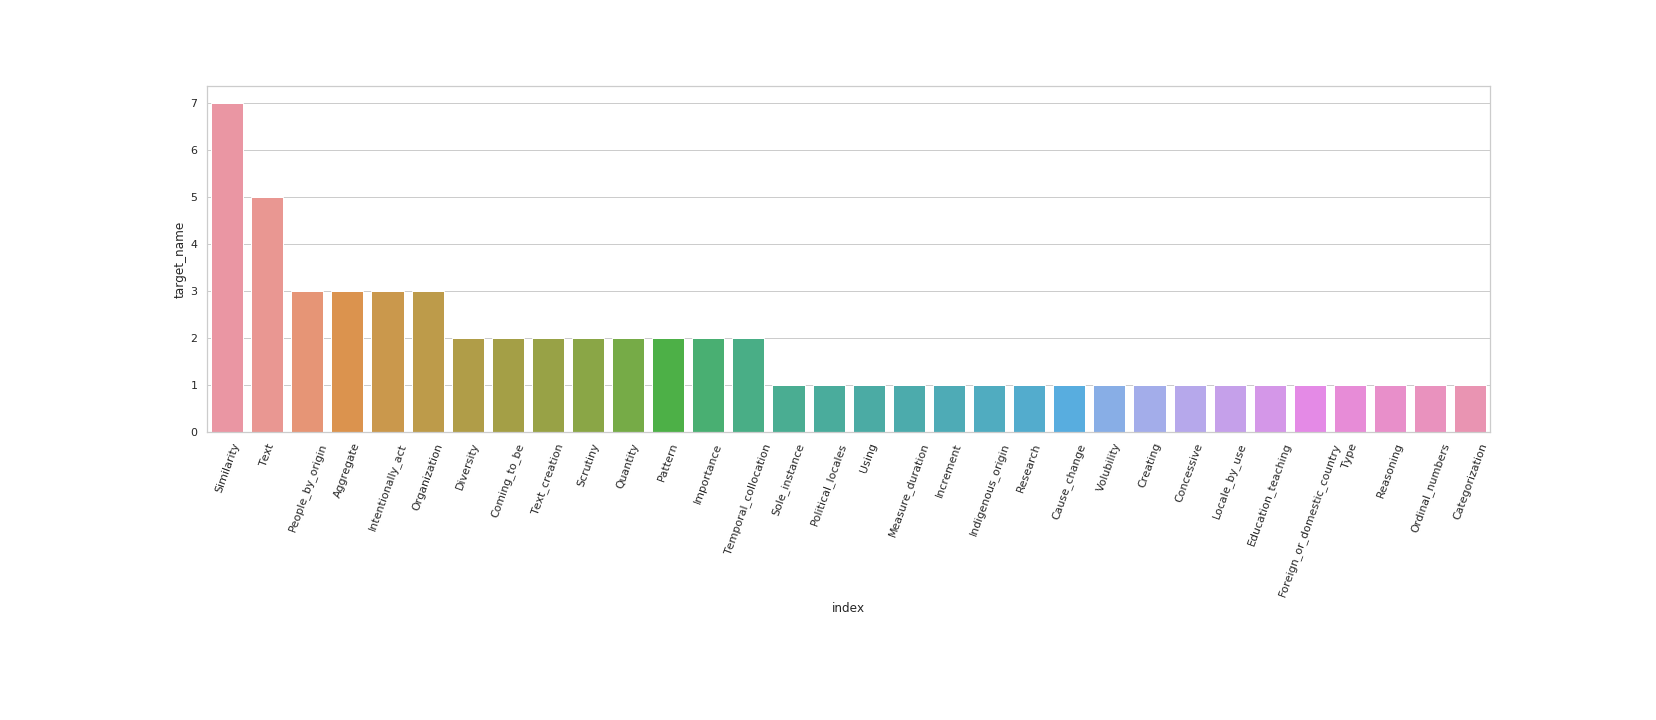 7
6
5
4
3
2
1
0
target_name
Similarity
Text
People_by_origin
Aggregate
Intentionally_act
Organization
Diversity
Coming_to_be
Text_creation
Scrutiny
Quantity
Pattern
Importance
Temporal_collocation
Sole_instance
Political_locales
Using
Measure_duration
Increment
Indigenous_origin
Research
Cause_change
Volubility
Creating
Concessive
Locale_by_use
Education_teaching
Foreign_or_domestic_country
Type
Reasoning
Ordinal_numbers
Categorization
index